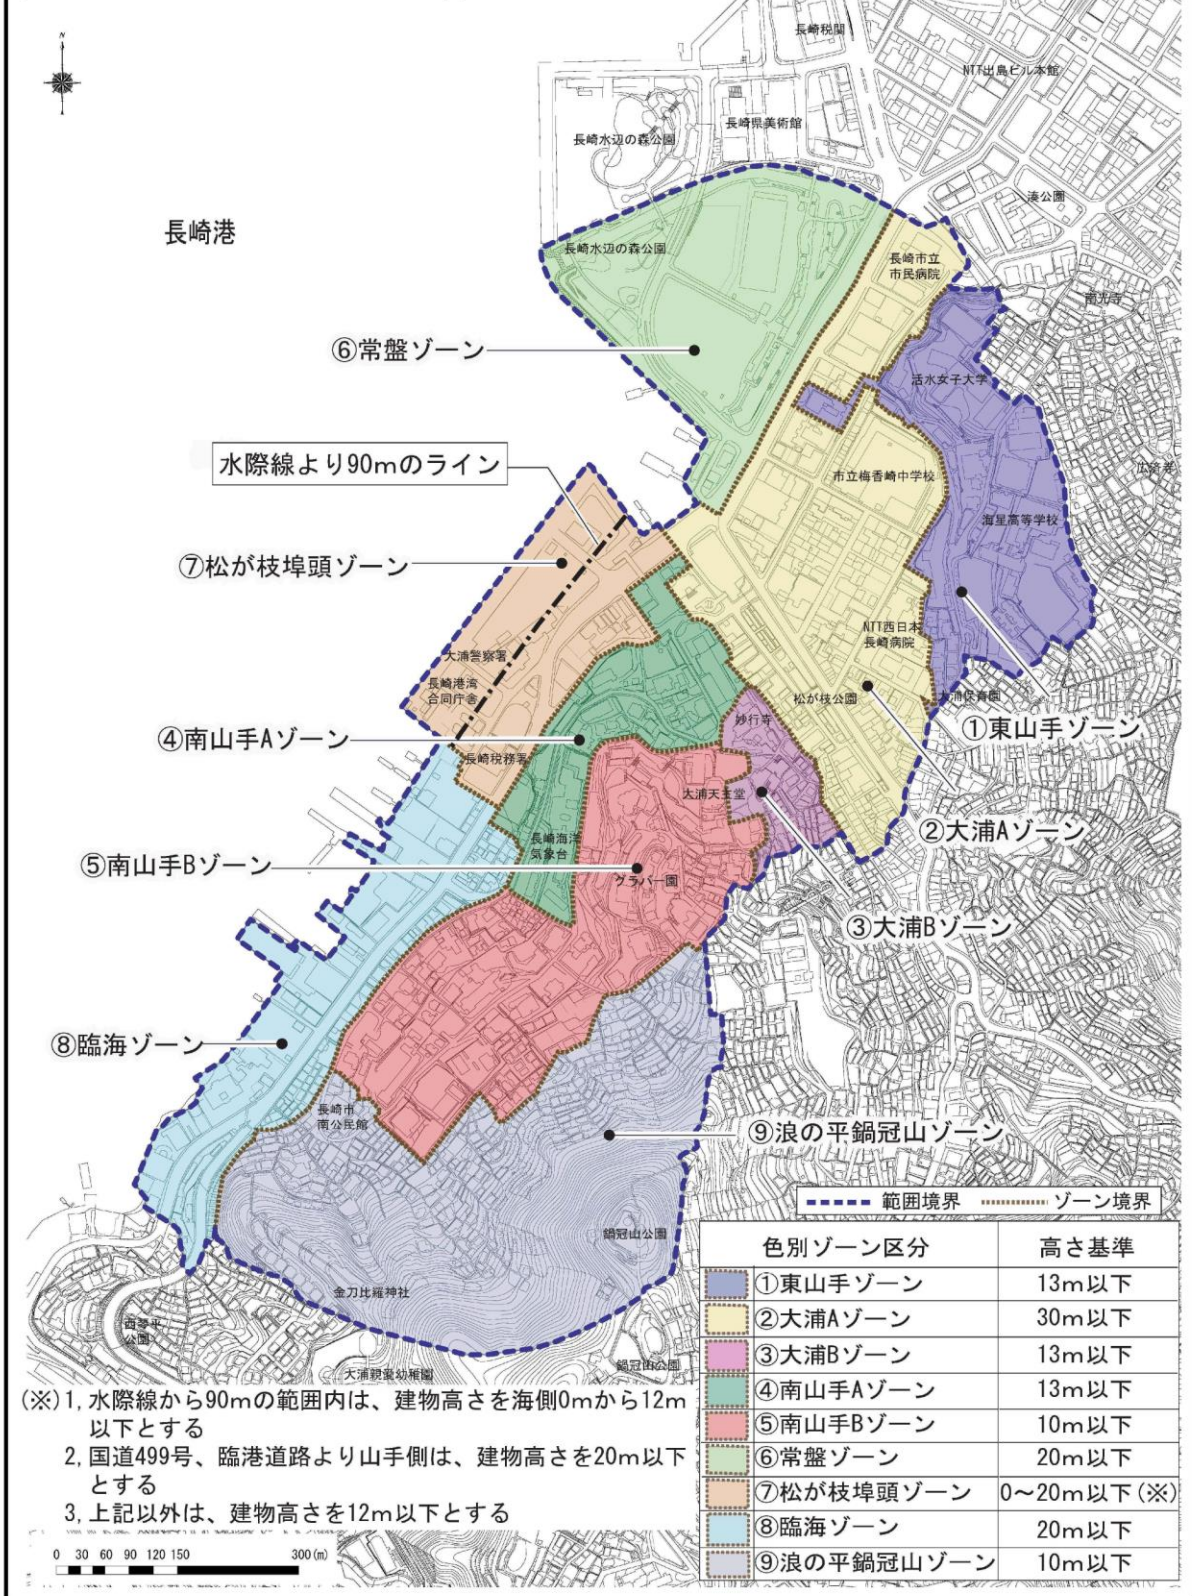 N
長崎税関
NTT出島ビル本館
長崎県美術館
長崎水辺の森公園
湊公園
長崎港
長崎水辺の森公園
長崎市立
市民病院
南光寺
⑥常盤ゾーン
活水女子大学
水際線より90mのライン
市立梅香崎中学校
広済寺
海星高等学校
⑦松が枝埠頭ゾーン
NTT西日本
長崎病院
大浦警察署
長崎港湾
合同庁舎
松が枝公園
大浦保育園
妙行寺
①東山手ゾーン
④南山手Aゾーン
長崎税務署
大浦天主堂
②大浦Aゾーン
長崎海洋
気象台
⑤南山手Bゾーン
グラバー園
③大浦Bゾーン
⑧臨海ゾーン
長崎市
南公民館
⑨浪の平鍋冠山ゾーン
範囲境界 ゾーン境界
鍋冠山公園
金刀比羅神社
西琴平
公園
鍋冠山公園
大浦親愛幼稚園
色別ゾーン区分 高さ基準
①東山手ゾーン 13m以下
②大浦Aゾーン 30m以下
③大浦Bゾーン 13m以下
④南山手Aゾーン 13m以下
⑤南山手Bゾーン 10m以下
⑥常盤ゾーン 20m以下
⑦松が枝埠頭ゾーン 0～20m以下(※)
⑧臨海ゾーン 20m以下
⑨浪の平鍋冠山ゾーン 10m以下
(※)1, 水際線から90mの範囲内は、建物高さを海側0mから12m
以下とする
2, 国道499号、臨港道路より山手側は、建物高さを20m以下
とする
3, 上記以外は、建物高さを12m以下とする
0 30 60 90 120 150 300(m)